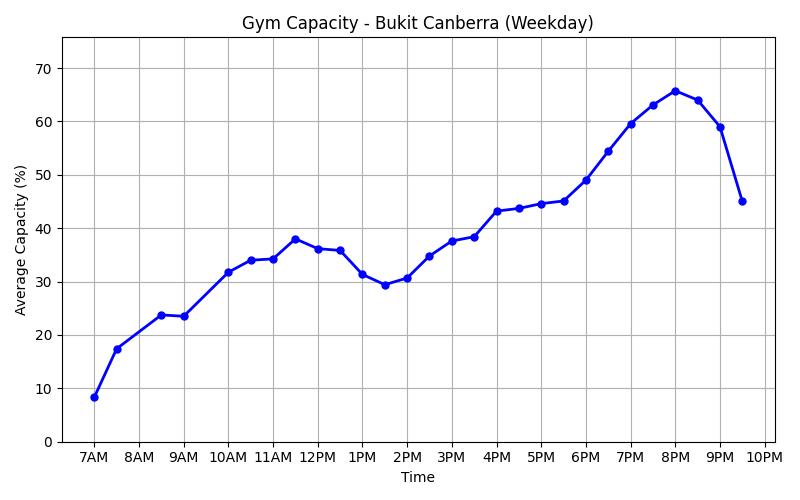 Gym Capacity - Bukit Canberra (Weekday)
Average Capacity (%)
70
60
50
40
30
20
10
0
7AM 8AM 9AM 10AM 11AM 12PM 1PM 2PM 3PM 4PM 5PM 6PM 7PM 8PM 9PM 10PM
Time